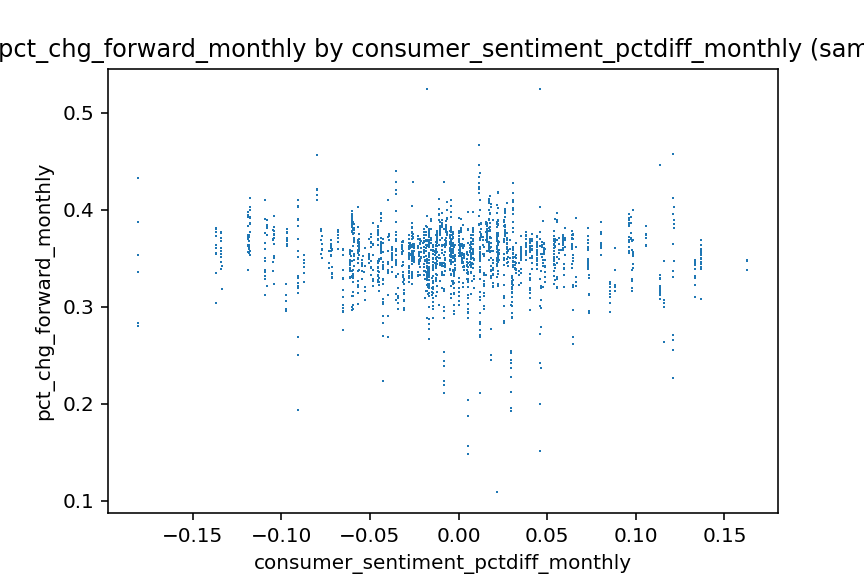 pct_chg_forward_monthly by consumer_sentiment_pctdiff_monthly (sam
0.5
0.4
0.3
0.2
0.1
pct_chg_forward_monthly
−0.15 −0.10 −0.05 0.00 0.05 0.10 0.15
consumer_sentiment_pctdiff_monthly